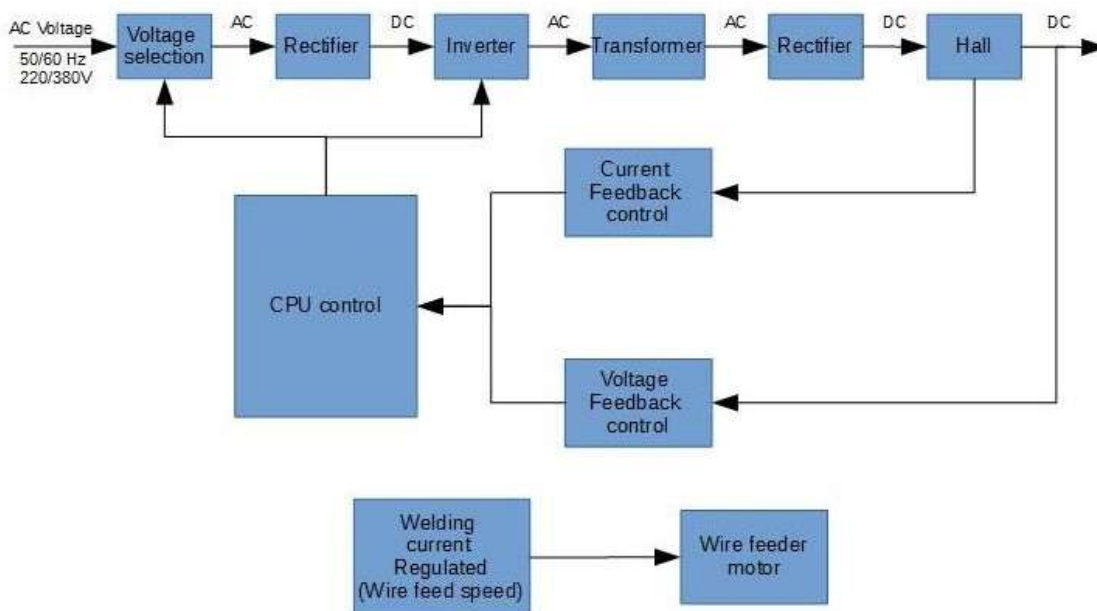 AC Voltage
50/60 Hz
220/380V
Voltage
selection
AC
Rectifier
DC
Inverter
AC
Transformer
AC
Rectifier
DC
Hall
DC
Current
Feedback
control
CPU control
Voltage
Feedback
control
Welding
current
Regulated
(Wire feed speed)
Wire feeder
motor